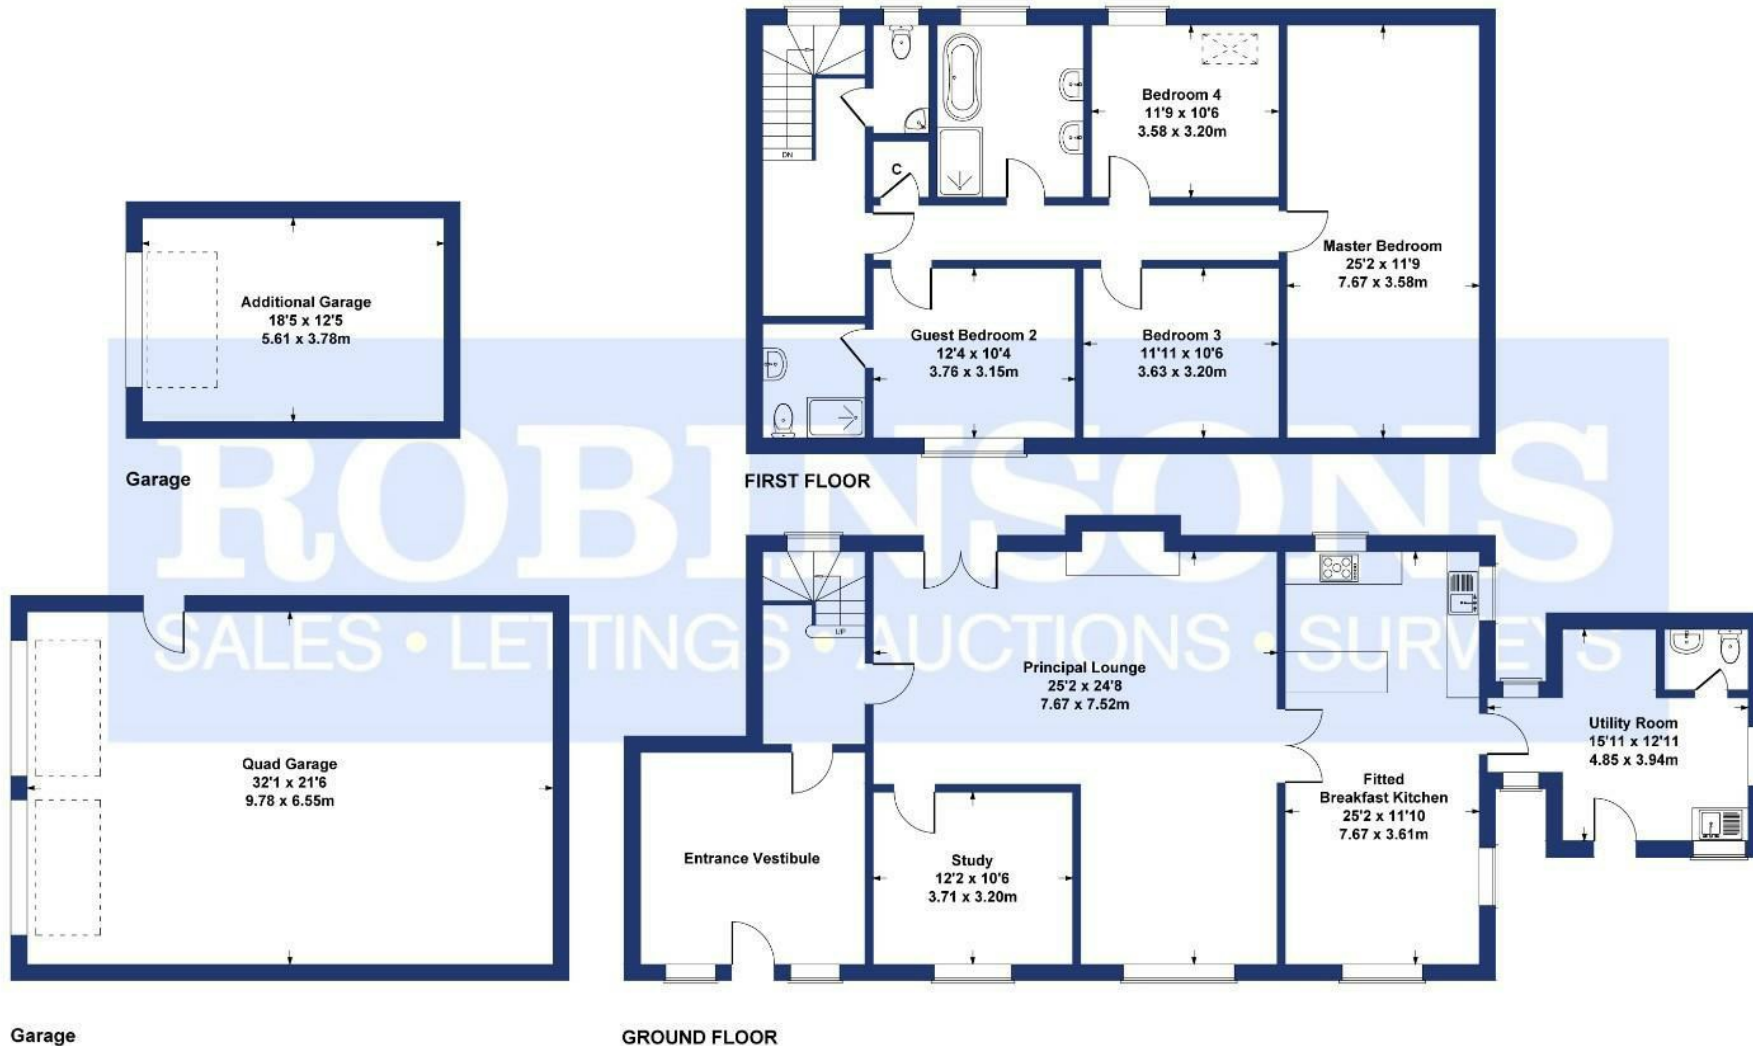 DN
C
Bedroom 4
11'9 x 10'6
3.58 x 3.20m
Master Bedroom
25'2 x 11'9
7.67 x 3.58m
Additional Garage
18'5 x 12'5
5.61 x 3.78m
Guest Bedroom 2
12'4 x 10'4
3.76 x 3.15m
Bedroom 3
11'11 x 10'6
3.63 x 3.20m
Garage
FIRST FLOOR
ROBINSONS
SALES • LETTINGS • AUCTIONS • SURVEYS
UP
Principal Lounge
25'2 x 24'8
7.67 x 7.52m
Utility Room
15'11 x 12'11
4.85 x 3.94m
Quad Garage
32'1 x 21'6
9.78 x 6.55m
Fitted
Breakfast Kitchen
25'2 x 11'10
7.67 x 3.61m
Entrance Vestibule
Study
12'2 x 10'6
3.71 x 3.20m
Garage
GROUND FLOOR